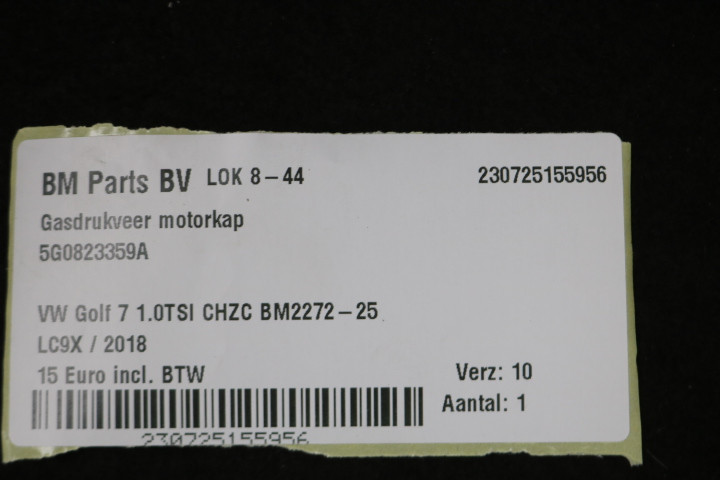 BM Parts BV LOK 8-44 230725155956
Gasdrukveer motorkap
5G0823359A
VW Golf 7 1.0TSI CHZC BM2272-25
LC9X / 2018
15 Euro incl. BTW Verz: 10
Aantal: 1
230725155956